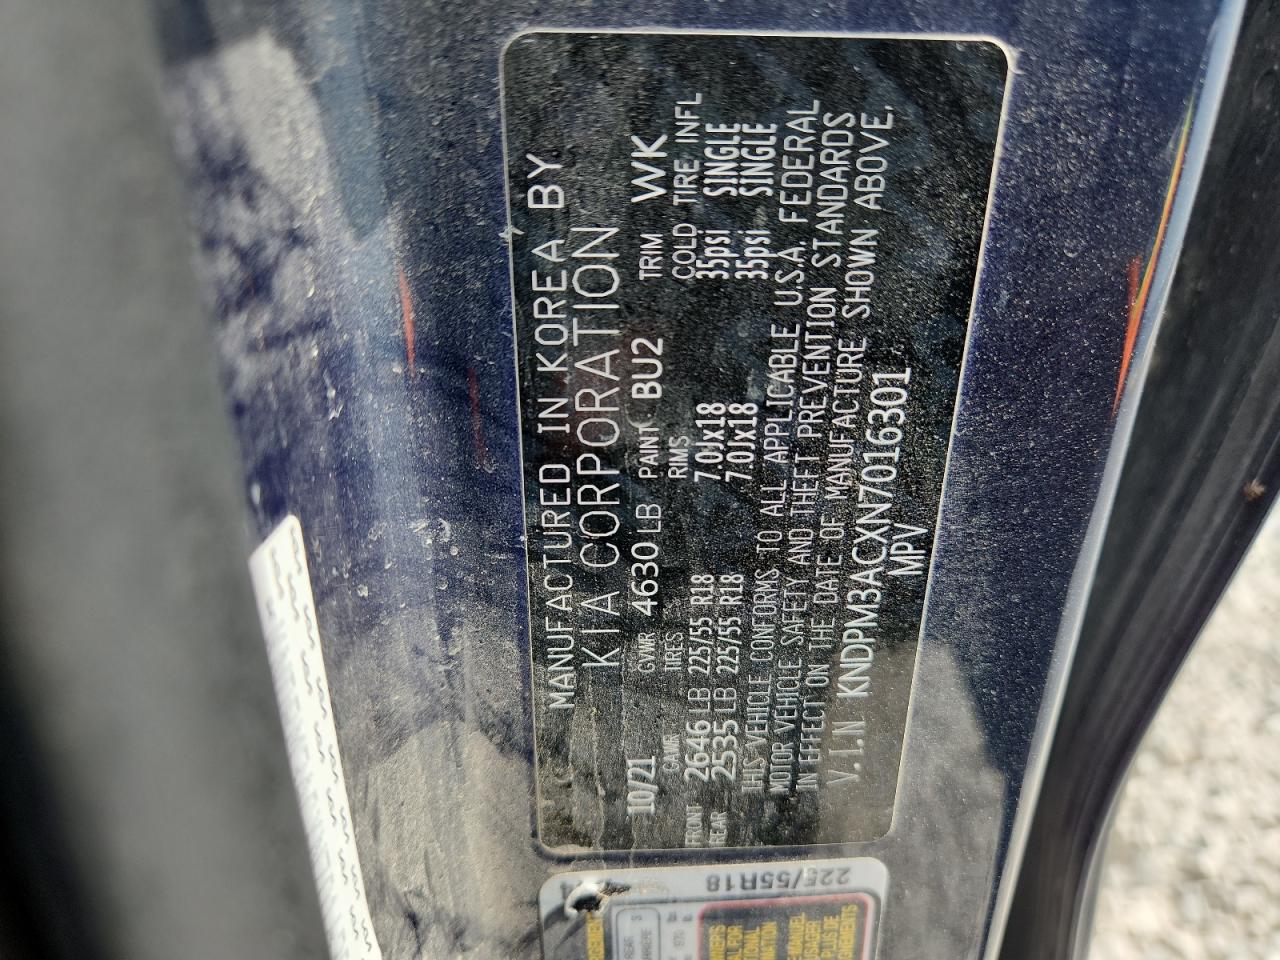 MANUFACTURED IN KOREA BY
KIA CORPORATION
10/21 GVWR 4630 LB PAINT BU2 TRIM WK
GAWR TIRES RIMS COLD TIRE INFL
FRONT 2646 LB 225/55 R18 7.0Jx18 35psi SINGLE
REAR 2535 LB 225/55 R18 7.0Jx18 35psi SINGLE
THIS VEHICLE CONFORMS TO ALL APPLICABLE U.S.A. FEDERAL
MOTOR VEHICLE SAFETY AND THEFT PREVENTION STANDARDS
IN EFFECT ON THE DATE OF MANUFACTURE SHOWN ABOVE.
V.I.N KNDPM3ACXN7016301
MPV
225/55R18
REAR